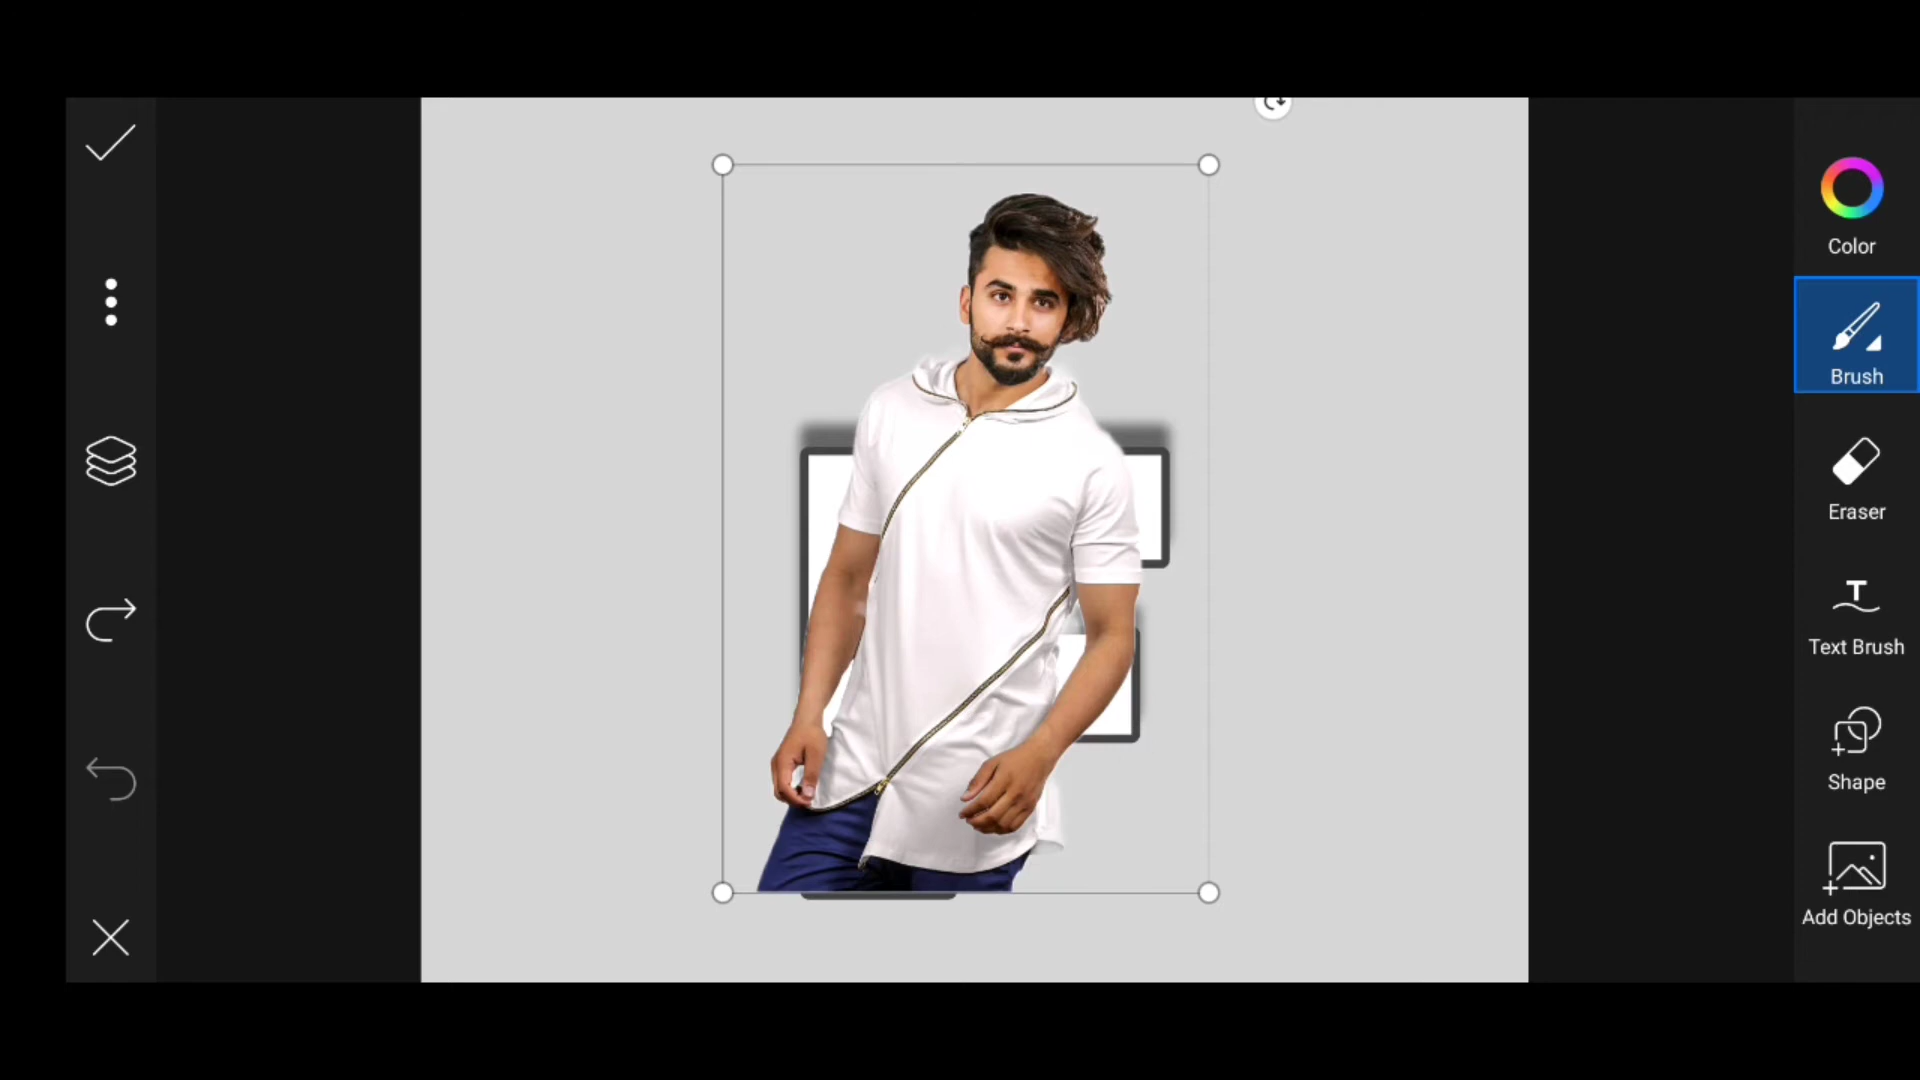 Color
Brush
Eraser
T
Text Brush
Shape
Add Objects